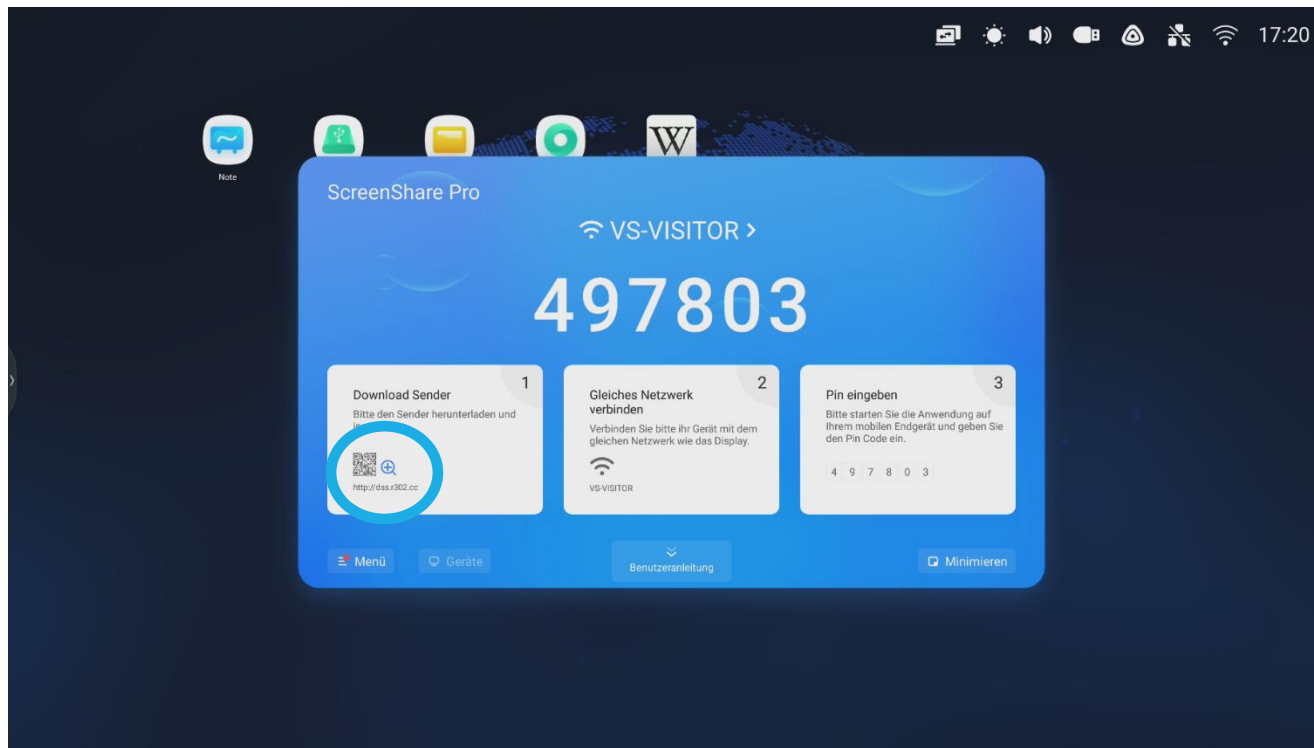 17:20
W
Note
ScreenShare Pro
VS-VISITOR >
497803
1
Download Sender
Bitte den Sender herunterladen und
http://dss.r302.cc
2
Gleiches Netzwerk
verbinden
Verbinden Sie bitte ihr Gerät mit dem
gleichen Netzwerk wie das Display.
VS-VISITOR
3
Pin eingeben
Bitte starten Sie die Anwendung auf
Ihrem mobilen Endgerät und geben Sie
den Pin Code ein.
4 9 7 8 0 3
Menü
Geräte
Benutzeranleitung
Minimieren